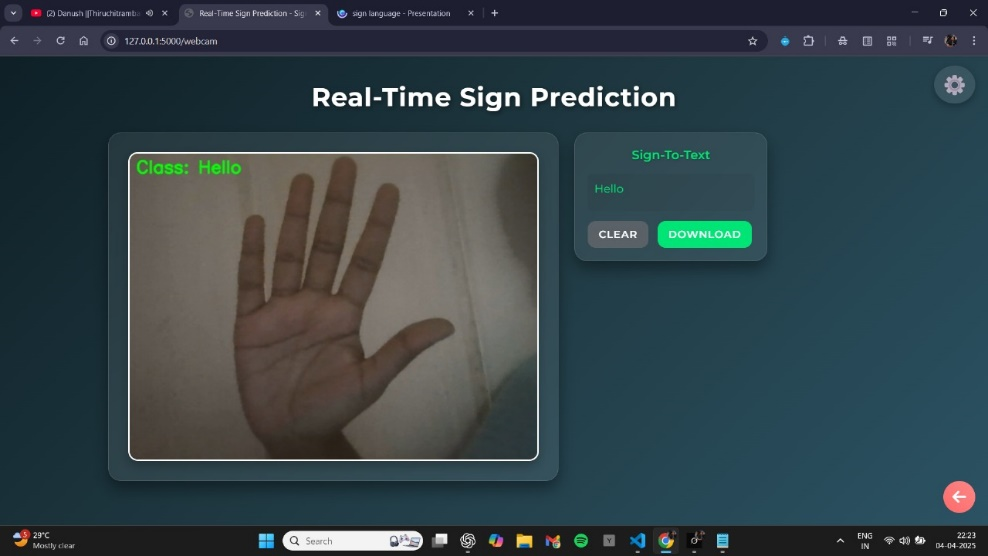 (2) Danush ||Thiruchitramba
Real-Time Sign Prediction - Sig
sign language - Presentation
127.0.0.1:5000/webcam
Real-Time Sign Prediction
Class: Hello
Sign-To-Text
Hello
CLEAR
DOWNLOAD
5
29°C
Mostly clear
Search
ENG
IN
22:23
04-04-2025